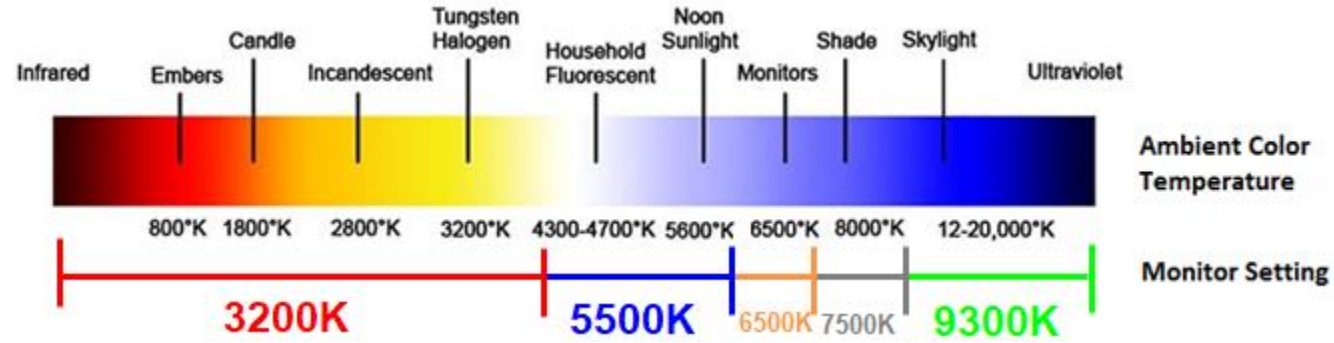 Infrared
Embers
Candle
Incandescent
Tungsten
Halogen
Household
Fluorescent
Noon
Sunlight
Monitors
Shade
Skylight
Ultraviolet
Ambient Color
Temperature
800°K 1800°K 2800°K 3200°K 4300-4700°K 5600°K 6500°K 8000°K 12-20,000°K
Monitor Setting
3200K 5500K 6500K 7500K 9300K